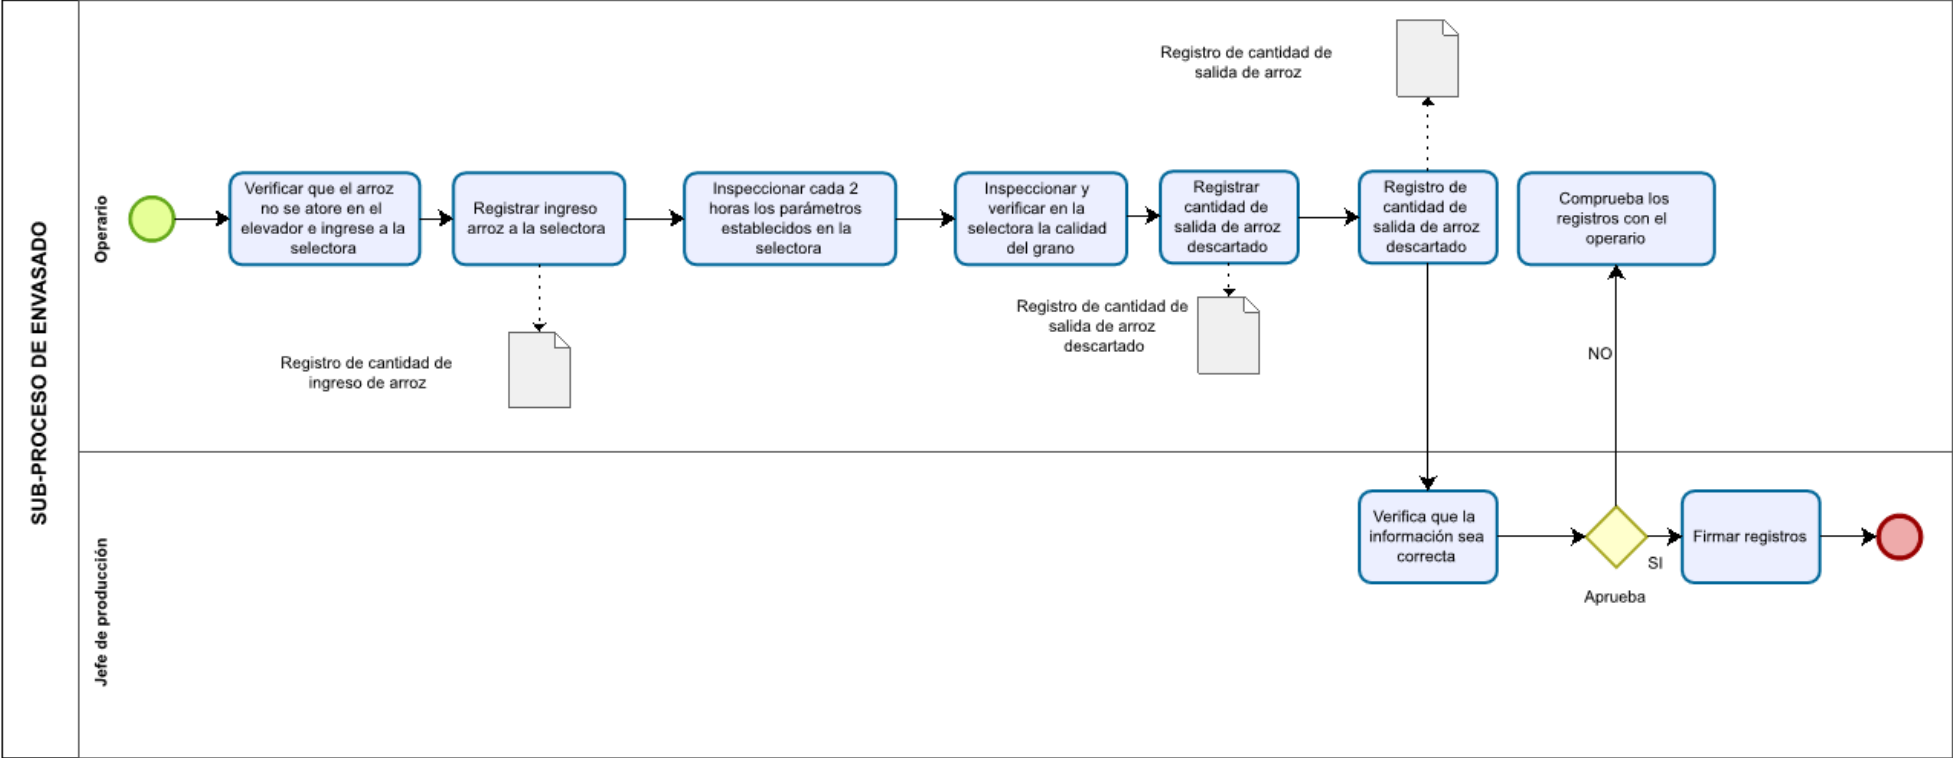 SUB-PROCESO DE ENVASADO
Operario
Verificar que el arroz
no se atore en el
elevador e ingrese a la
selectora
Registrar ingreso
arroz a la selectora
Registro de cantidad de
ingreso de arroz
Inspeccionar cada 2
horas los parámetros
establecidos en la
selectora
Inspeccionar y
verificar en la
selectora la calidad
del grano
Registrar
cantidad de
salida de arroz
descartado
Registro de cantidad de
salida de arroz
descartado
Registro de
cantidad de
salida de arroz
descartado
Registro de cantidad de
salida de arroz
Comprueba los
registros con el
operario
NO
Jefe de producción
Verifica que la
información sea
correcta
Aprueba
SI
Firmar registros